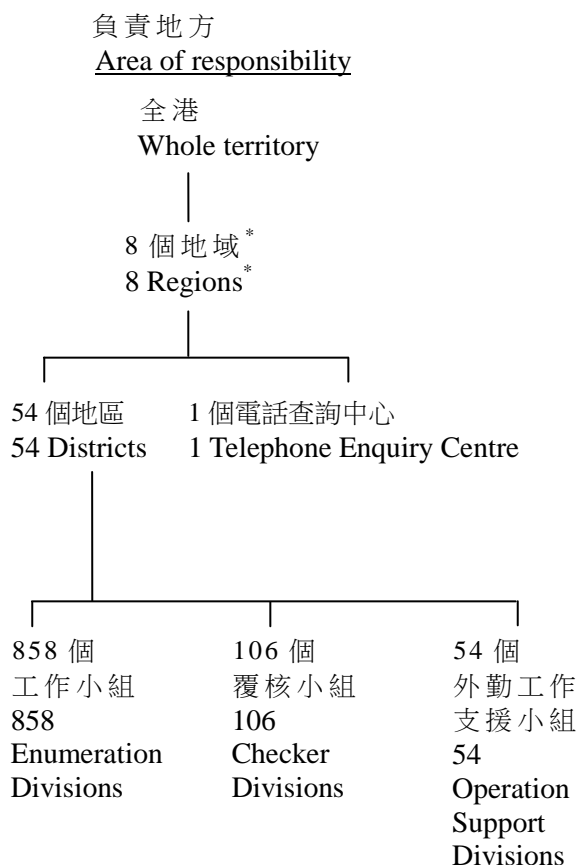 負責地方
Area of responsibility
全港
Whole territory
8 個地域*
8 Regions*
54 個地區
54 Districts
1 個電話查詢中心
1 Telephone Enquiry Centre
858 個
工作小組
858
Enumeration
Divisions
106 個
覆核小組
106
Checker
Divisions
54 個
外勤工作
支援小組
54
Operation
Support
Divisions